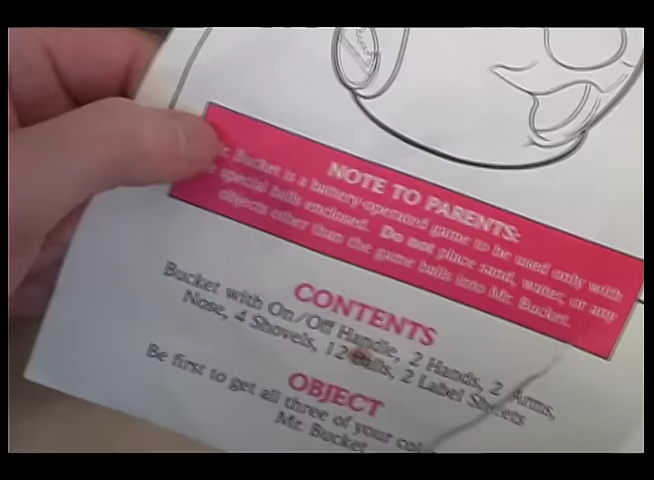 NOTE TO PARENTS:
Mr. Bucket is a battery-operated game to be used only with
special balls enclosed. Do not place sand, water, or any
objects other than the game balls into Mr. Bucket.
CONTENTS
Bucket with On/Off Handle, 2 Hands, 2 Arms,
Nose, 4 Shovels, 12 Balls, 2 Label Sheets
OBJECT
Be first to get all three of your
Mr. Bucket